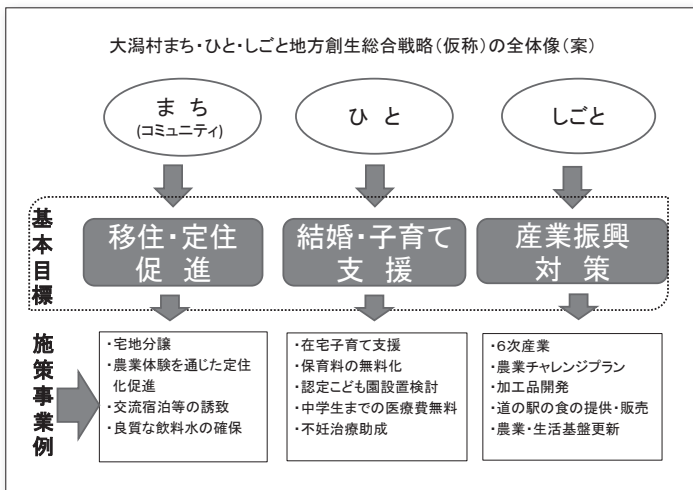 大潟村まち・ひと・しごと地方創生総合戦略(仮称)の全体像(案)
まち
(コミュニティ)
ひと
しごと
基本目標
移住・定住
促進
結婚・子育て
支援
産業振興
対策
施策事業例
・宅地分譲
・農業体験を通じた定住
化促進
・交流宿泊等の誘致
・良質な飲料水の確保
・在宅子育て支援
・保育料の無料化
・認定こども園設置検討
・中学生までの医療費無料
・不妊治療助成
・6次産業
・農業チャレンジプラン
・加工品開発
・道の駅の食の提供・販売
・農業・生活基盤更新